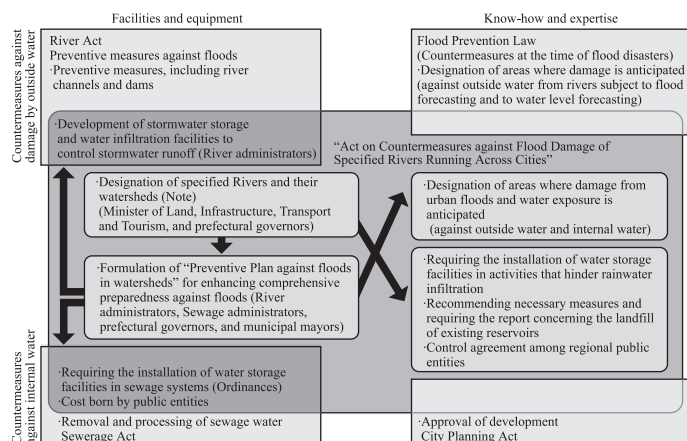 Facilities and equipment
Know-how and expertise
Countermeasures against
damage by outside water
River Act
Preventive measures against floods
·Preventive measures, including river
channels and dams
Flood Prevention Law
(Countermeasures at the time of flood disasters)
·Designation of areas where damage is anticipated
(against outside water from rivers subject to flood
forecasting and to water level forecasting)
·Development of stormwater storage
and water infiltration facilities to
control stormwater runoff (River administrators)
“Act on Countermeasures against Flood Damage of
Specified Rivers Running Across Cities”
·Designation of specified Rivers and their
watersheds (Note)
(Minister of Land, Infrastructure, Transport
and Tourism, and prefectural governors)
·Designation of areas where damage from
urban floods and water exposure is
anticipated
(against outside water and internal water)
·Formulation of “Preventive Plan against floods
in watersheds” for enhancing comprehensive
preparedness against floods (River
administrators, Sewage administrators,
prefectural governors, and municipal mayors)
·Requiring the installation of water storage
facilities in activities that hinder rainwater
infiltration
·Recommending necessary measures and
requiring the report concerning the landfill
of existing reservoirs
·Control agreement among regional public
entities
Countermeasures
against internal water
·Requiring the installation of water storage
facilities in sewage systems (Ordinances)
·Cost born by public entities
·Removal and processing of sewage water
Sewerage Act
·Approval of development
City Planning Act